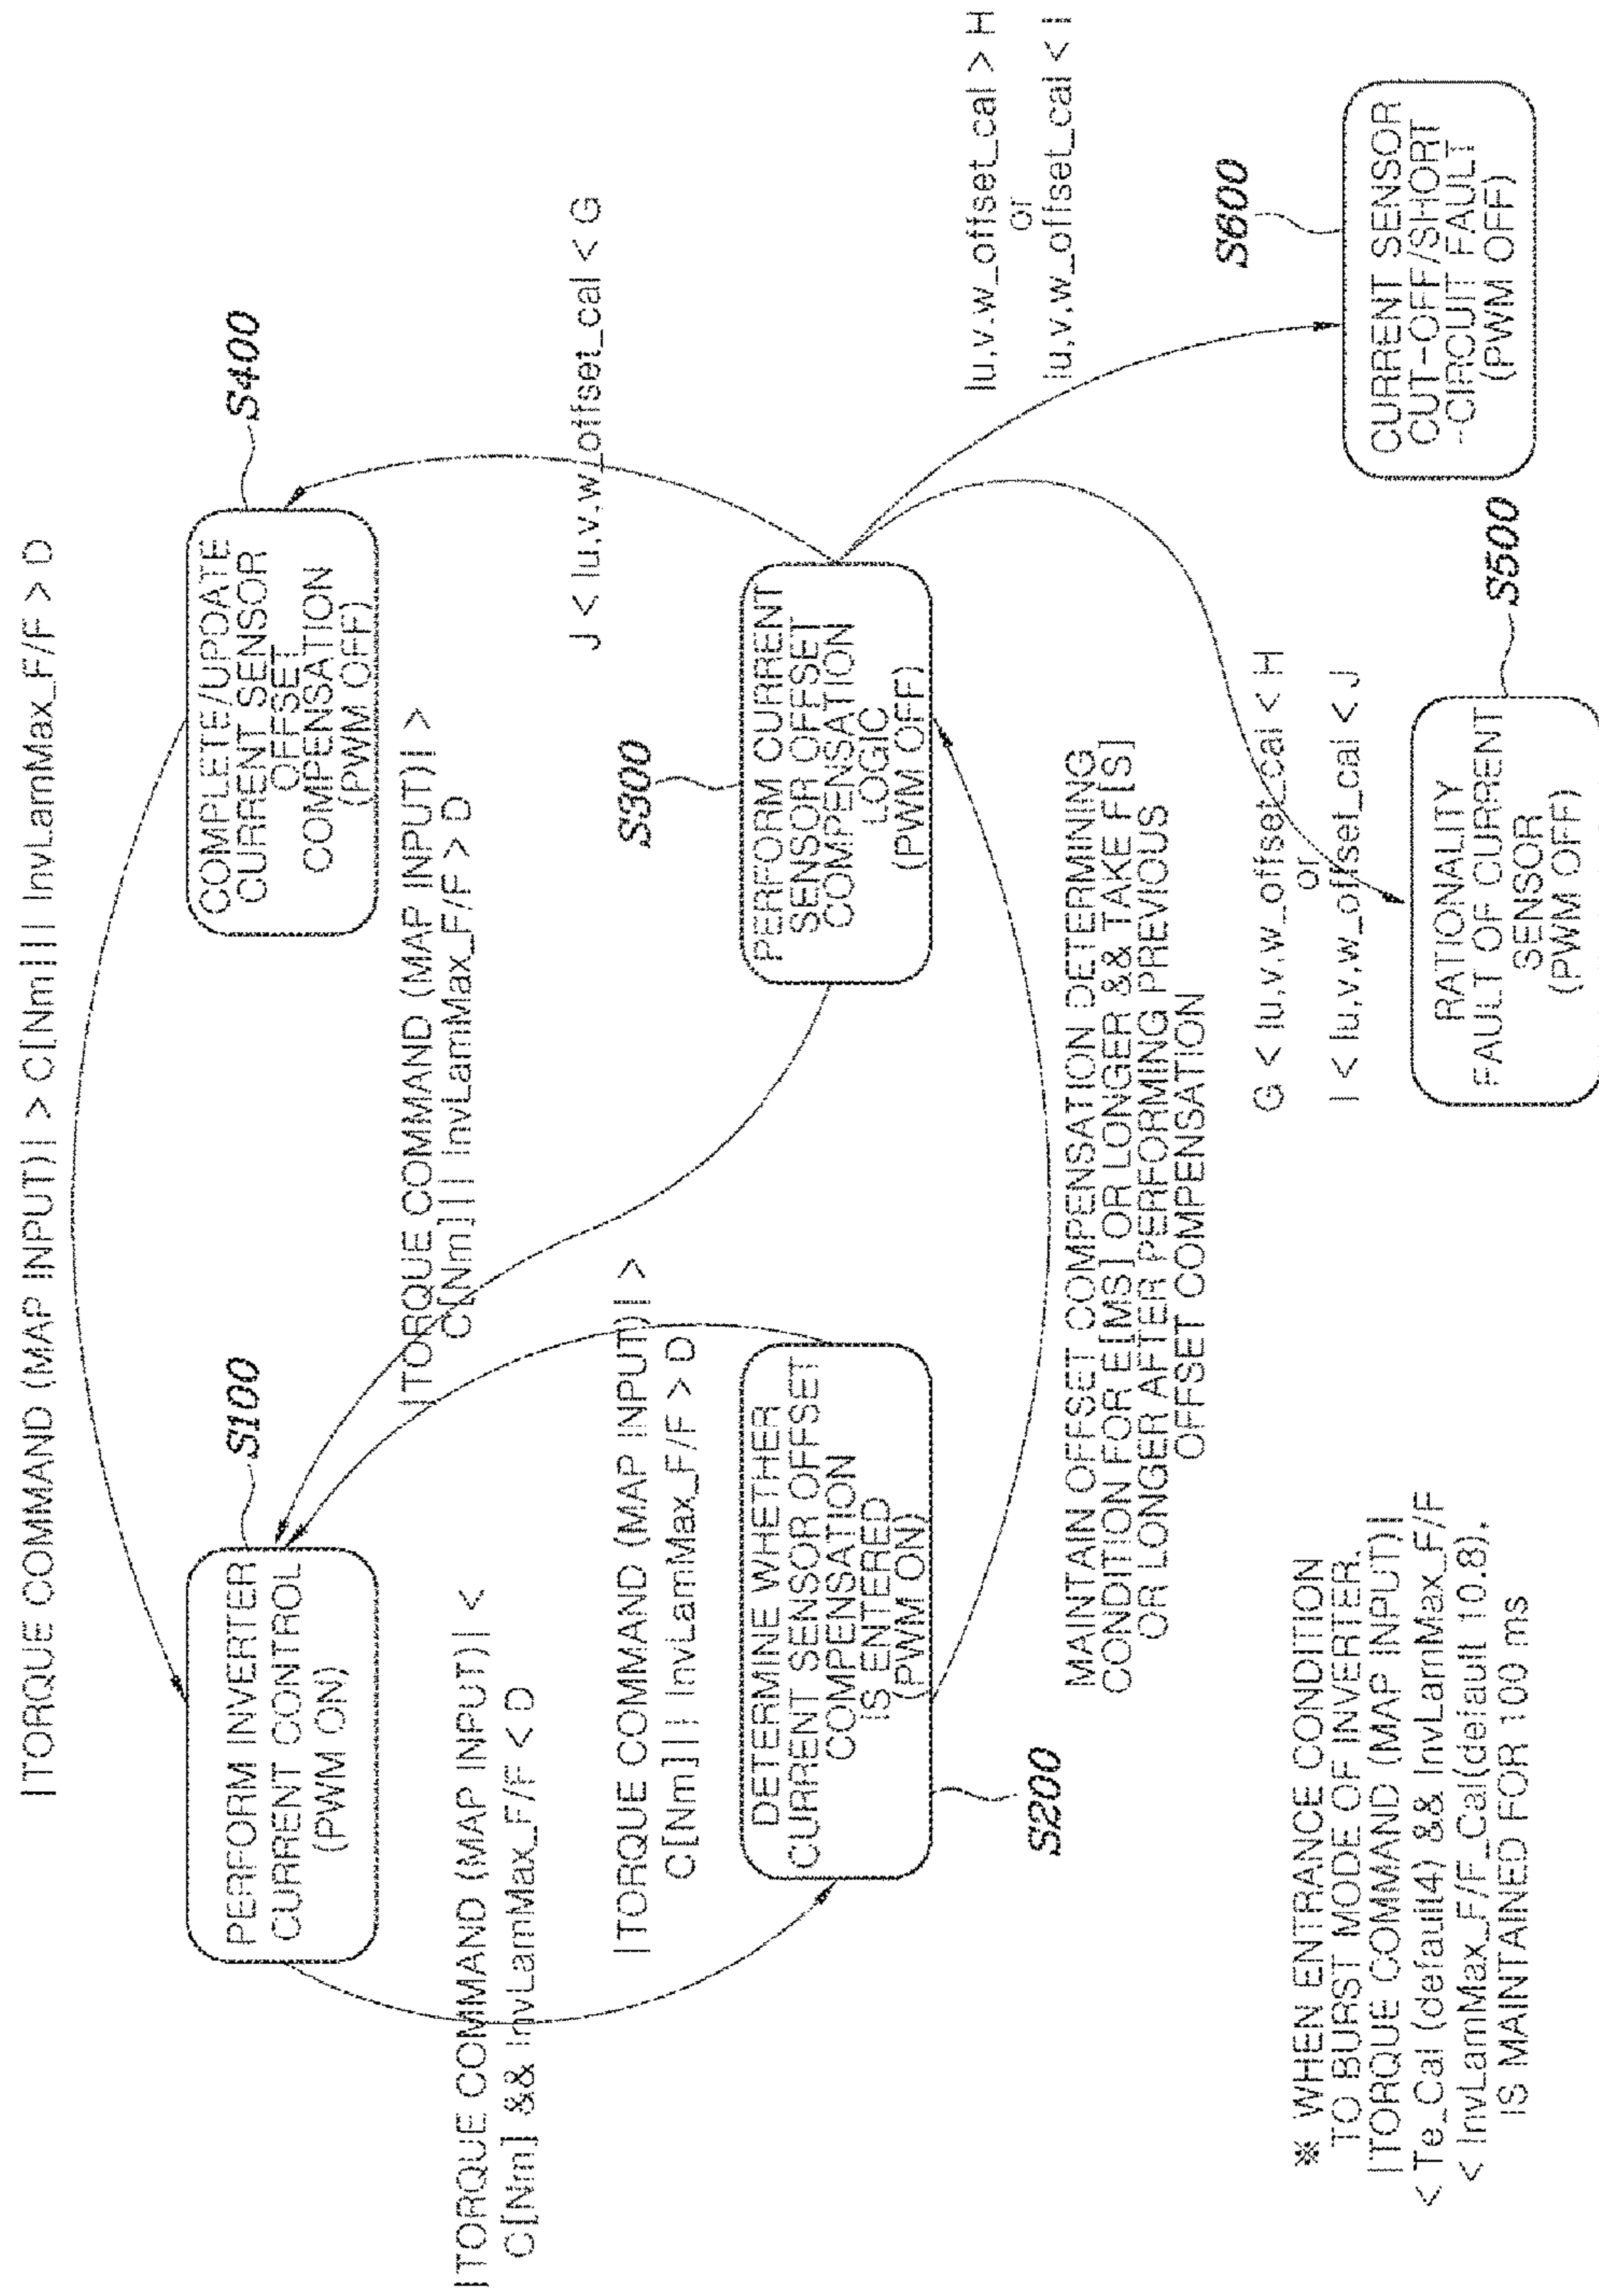 |TORQUE COMMAND (MAP INPUT)| > C[Nm]|| InvLamMax_F/F > D
S100
PERFORM INVERTER
CURRENT CONTROL
(PWM ON)
S400
COMPLETE/UPDATE
CURRENT SENSOR
OFFSET
COMPENSATION
(PWM OFF)
|TORQUE COMMAND (MAP INPUT)| >
C[Nm]|| InvLamMax_F/F > D
|TORQUE COMMAND (MAP INPUT)| <
C[Nm] && InvLamMax_F/F < D
J < Iu,v,w_offset_cal < G
|TORQUE COMMAND (MAP INPUT)| >
C[Nm]|| InvLamMax_F/F > D
S300
DETERMINE WHETHER
CURRENT SENSOR OFFSET
COMPENSATION
IS ENTERED
(PWM ON)
S200
PERFORM CURRENT
SENSOR OFFSET
COMPENSATION
LOGIC
(PWM OFF)
Iu,v,w_offset_cal > H
or
Iu,v,w_offset_cal < I
MAINTAIN OFFSET COMPENSATION DETERMINING
CONDITION FOR E[MS] OR LONGER && TAKE F[S]
OR LONGER AFTER PERFORMING PREVIOUS
OFFSET COMPENSATION
G < Iu,v,w_offset_cal < H
or
I < Iu,v,w_offset_cal < J
S600
CURRENT SENSOR
CUT-OFF/SHORT
-CIRCUIT FAULT
(PWM OFF)
S500
RATIONALITY
FAULT OF CURRENT
SENSOR
(PWM OFF)
※ WHEN ENTRANCE CONDITION
TO BURST MODE OF INVERTER,
|TORQUE COMMAND (MAP INPUT)|
< Te_Cal (default4) && InvLamMax_F/F
< InvLamMax_F/F_Cal(default 10.8),
IS MAINTAINED FOR 100 ms